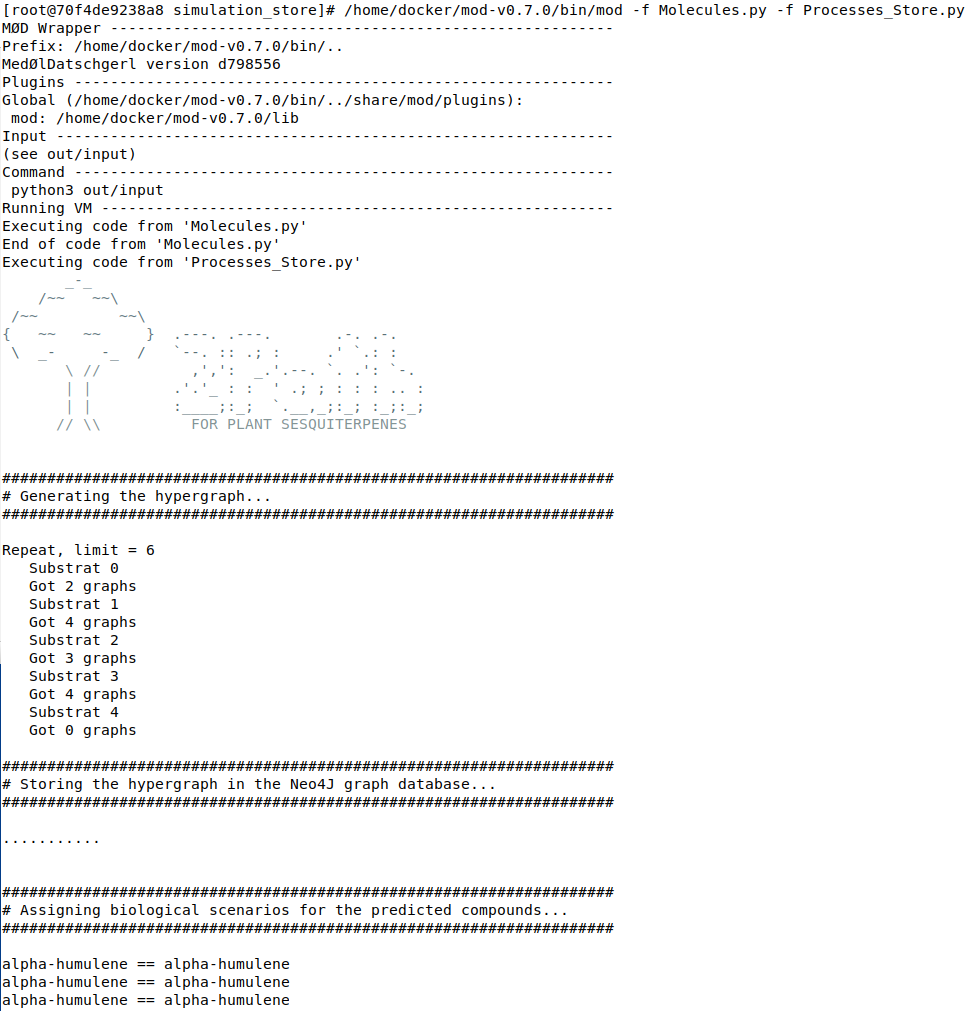 [root@70f4de9238a8 simulation_store]# /home/docker/mod-v0.7.0/bin/mod -f Molecules.py -f Processes_Store.py
MØD Wrapper --------------------------------------------------------
Prefix: /home/docker/mod-v0.7.0/bin/..
MedØlDatschgerl version d798556
Plugins ------------------------------------------------------------
Global (/home/docker/mod-v0.7.0/bin/../share/mod/plugins):
 mod: /home/docker/mod-v0.7.0/lib
Input --------------------------------------------------------------
(see out/input)
Command ------------------------------------------------------------
 python3 out/input
Running VM ---------------------------------------------------------
Executing code from 'Molecules.py'
End of code from 'Molecules.py'
Executing code from 'Processes_Store.py'
       _-_
    /~~   ~~\
 /~~         ~~\
{   ~~   ~~     }  .---. .---.       .-. .-.
 \  _-     -_  /   `--. :: .; :     .' `.: :
       \ //          ,',':  _.'.--. `. .': `-.
       | |         .'.'_ : :  ' .; ; : : : .. :
       | |         :____;:_;  `.__,_;:_; :_;:_;
      // \\          FOR PLANT SESQUITERPENES
####################################################################
# Generating the hypergraph...
####################################################################
Repeat, limit = 6
   Substrat 0
   Got 2 graphs
   Substrat 1
   Got 4 graphs
   Substrat 2
   Got 3 graphs
   Substrat 3
   Got 4 graphs
   Substrat 4
   Got 0 graphs
####################################################################
# Storing the hypergraph in the Neo4J graph database...
####################################################################
...........
####################################################################
# Assigning biological scenarios for the predicted compounds...
####################################################################
alpha-humulene == alpha-humulene
alpha-humulene == alpha-humulene
alpha-humulene == alpha-humulene